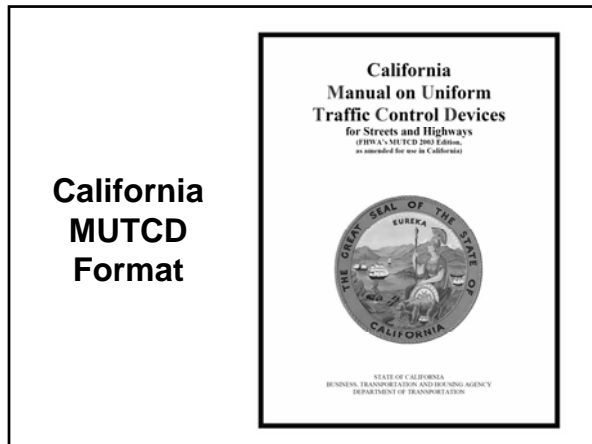 California
MUTCD
Format
California
Manual on Uniform
Traffic Control Devices
for Streets and Highways
(FHWA's MUTCD 2003 Edition,
as amended for use in California)
THE GREAT SEAL OF THE STATE OF CALIFORNIA
EUREKA
STATE OF CALIFORNIA
BUSINESS, TRANSPORTATION AND HOUSING AGENCY
DEPARTMENT OF TRANSPORTATION